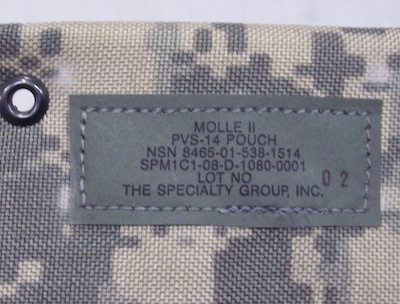 MOLLE II
PVS-14 POUCH
NSN 8465-01-538-1514
SPM1C1-08-D-1080-0001
LOT NO 02
THE SPECIALTY GROUP, INC.